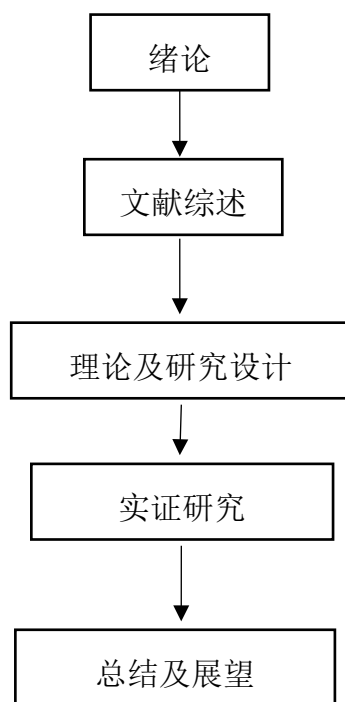 绪论
文献综述
理论及研究设计
实证研究
总结及展望